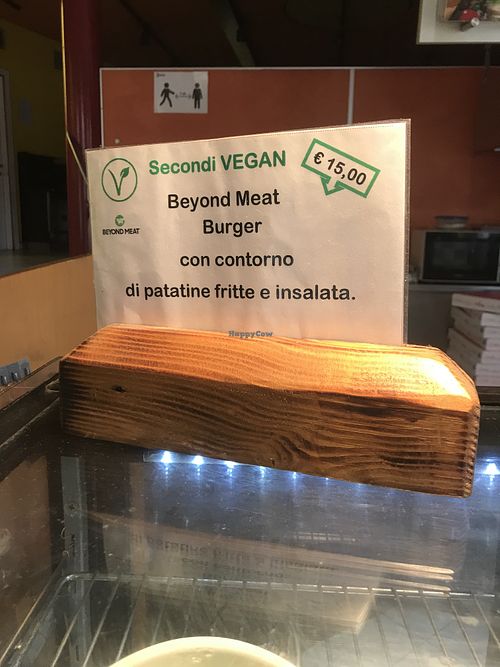 Secondi VEGAN
€ 15,00
BEYOND MEAT
Beyond Meat
Burger
con contorno
di patatine fritte e insalata.
HappyCow